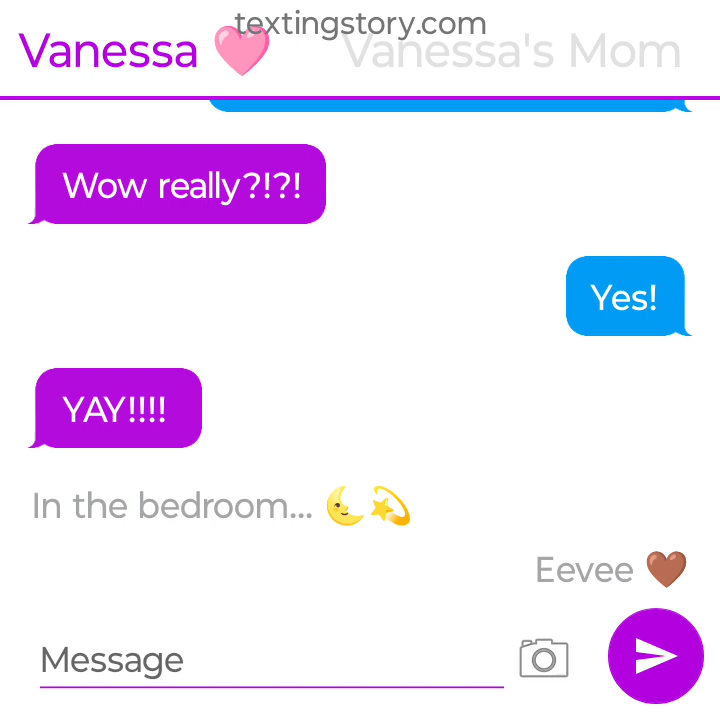 textingstory.com
Vanessa 🩷 Vanessa's Mom
Wow really?!?!
Yes!
YAY!!!!
In the bedroom... 🌜💫
Eevee 🤎
Message